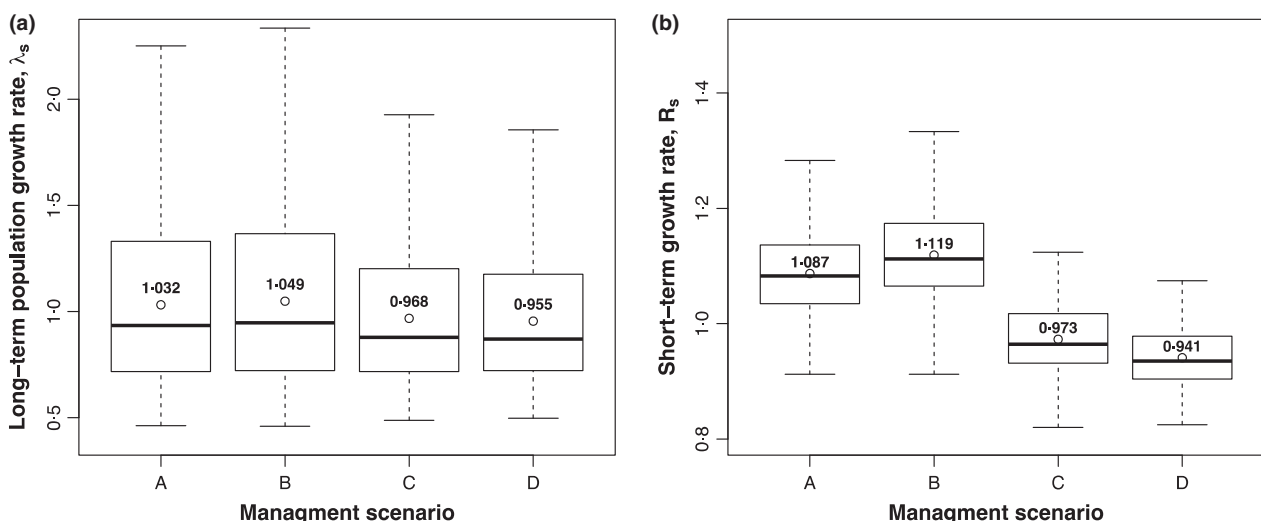 (a)
Long–term population growth rate, λs
2·0
1·5
1·0
0·5
1·032
1·049
0·968
0·955
A B C D
Managment scenario
(b)
Short–term growth rate, Rs
1·4
1·2
1·0
0·8
1·087
1·119
0·973
0·941
A B C D
Managment scenario